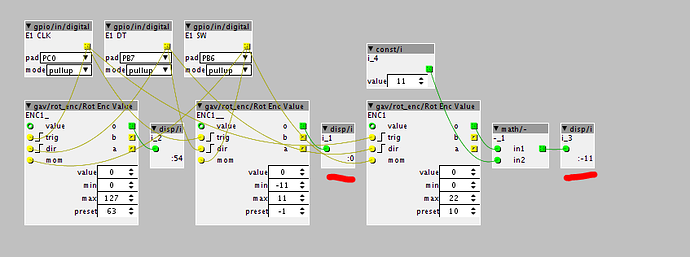 ▼ gpio/in/digital
E1 CLK
pad PC0
mode pullup
▼ gpio/in/digital
E1 DT
pad PB7
mode pullup
▼ gpio/in/digital
E1 SW
pad PB6
mode pullup
▼ const/i
i_4
value 11
▼ gav/rot_enc/Rot Enc Value
ENC1_
value o
trig b
dir a
mom
value 0
min 0
max 127
preset 63
▼ disp/i
i_2
:54
▼ gav/rot_enc/Rot Enc Value
ENC1__
value o
trig b
dir a
mom
value 0
min -11
max 11
preset -1
▼ disp/i
i_1
:0
▼ gav/rot_enc/Rot Enc Value
ENC1
value o
trig b
dir a
mom
value 0
min 0
max 22
preset 10
▼ math/-
-_1
in1
in2
▼ disp/i
i_3
:-11